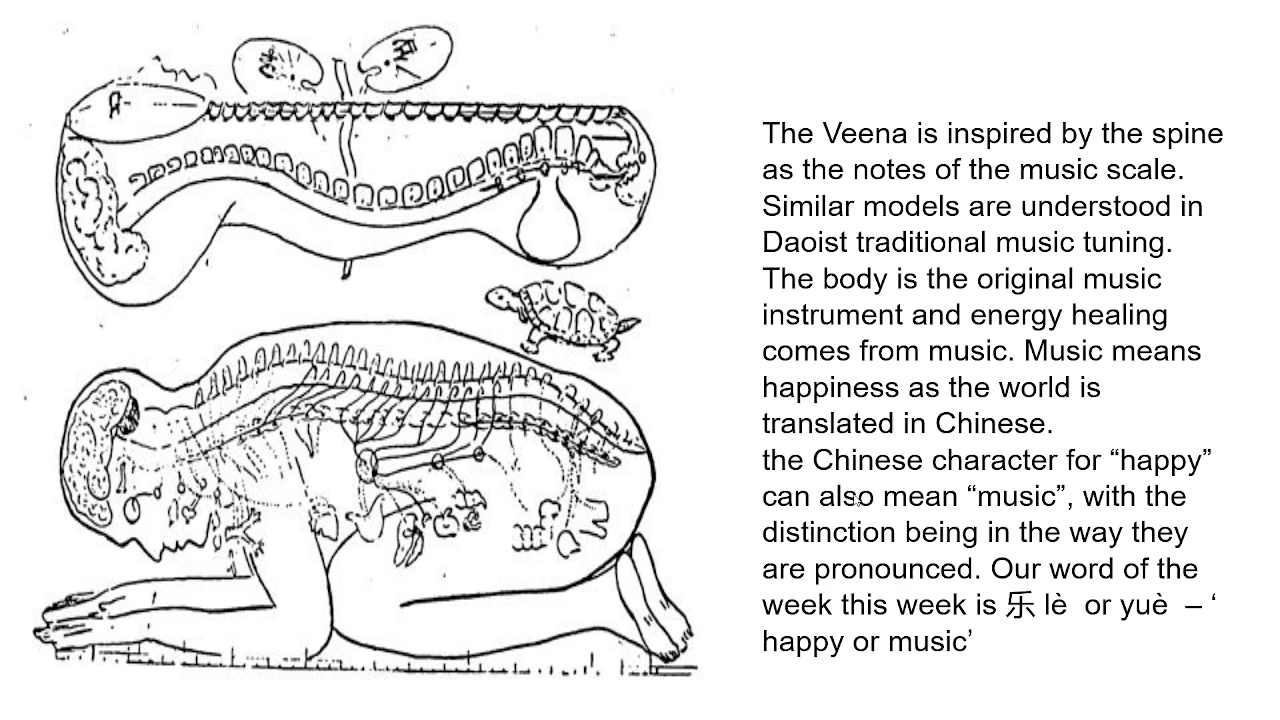 The Veena is inspired by the spine
as the notes of the music scale.
Similar models are understood in
Daoist traditional music tuning.
The body is the original music
instrument and energy healing
comes from music. Music means
happiness as the world is
translated in Chinese.
the Chinese character for “happy”
can also mean “music”, with the
distinction being in the way they
are pronounced. Our word of the
week this week is 乐 lè  or yuè  – ‘
happy or music’